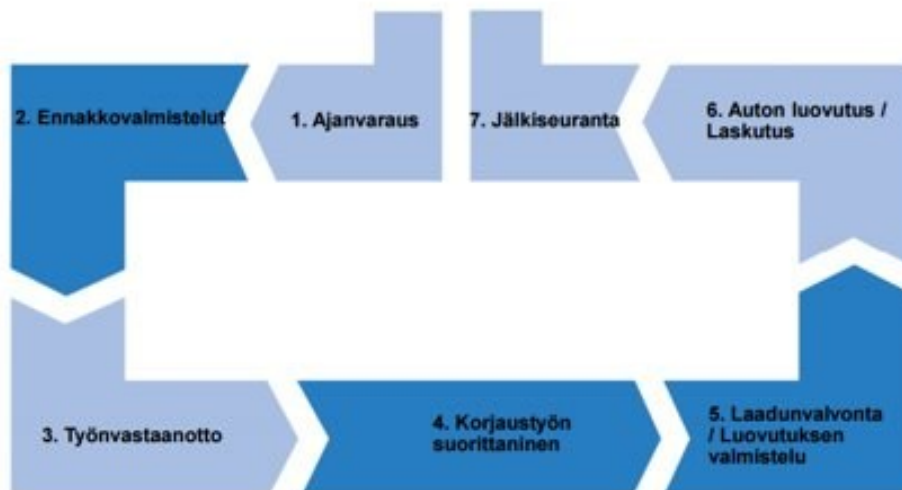 1. Ajanvaraus
2. Ennakkovalmistelut
3. Työnvastaanotto
4. Korjaustyön
suorittaninen
5. Laadunvalvonta
/ Luovutuksen
valmistelu
6. Auton luovutus /
Laskutus
7. Jälkiseuranta